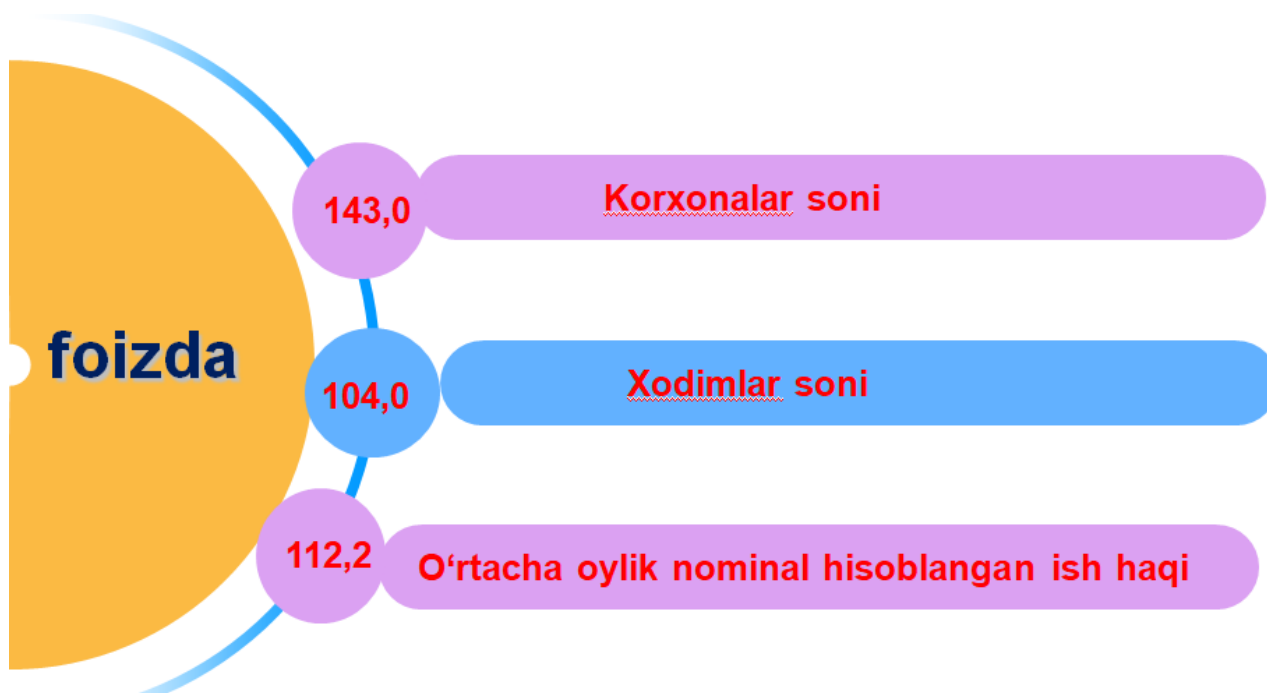 143,0 Korxonalar soni
foizda
104,0 Xodimlar soni
112,2 O‘rtacha oylik nominal hisoblangan ish haqi